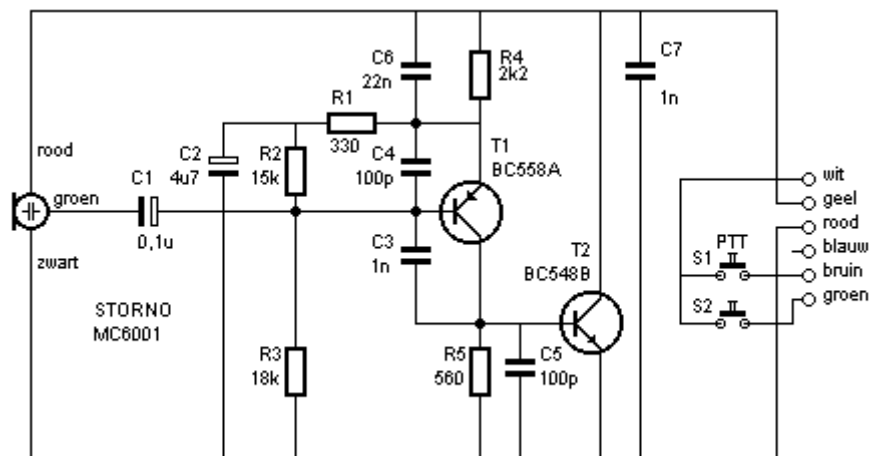 C6
22n
R4
2k2
C7
1n
R1
330
rood
C1
groen
0,1u
zwart
C2
4u7
R2
15k
C4
100p
T1
BC558A
C3
1n
T2
BC548B
STORNO
MC6001
R3
18k
R5
560
C5
100p
wit
geel
rood
blauw
bruin
groen
S1
PTT
S2